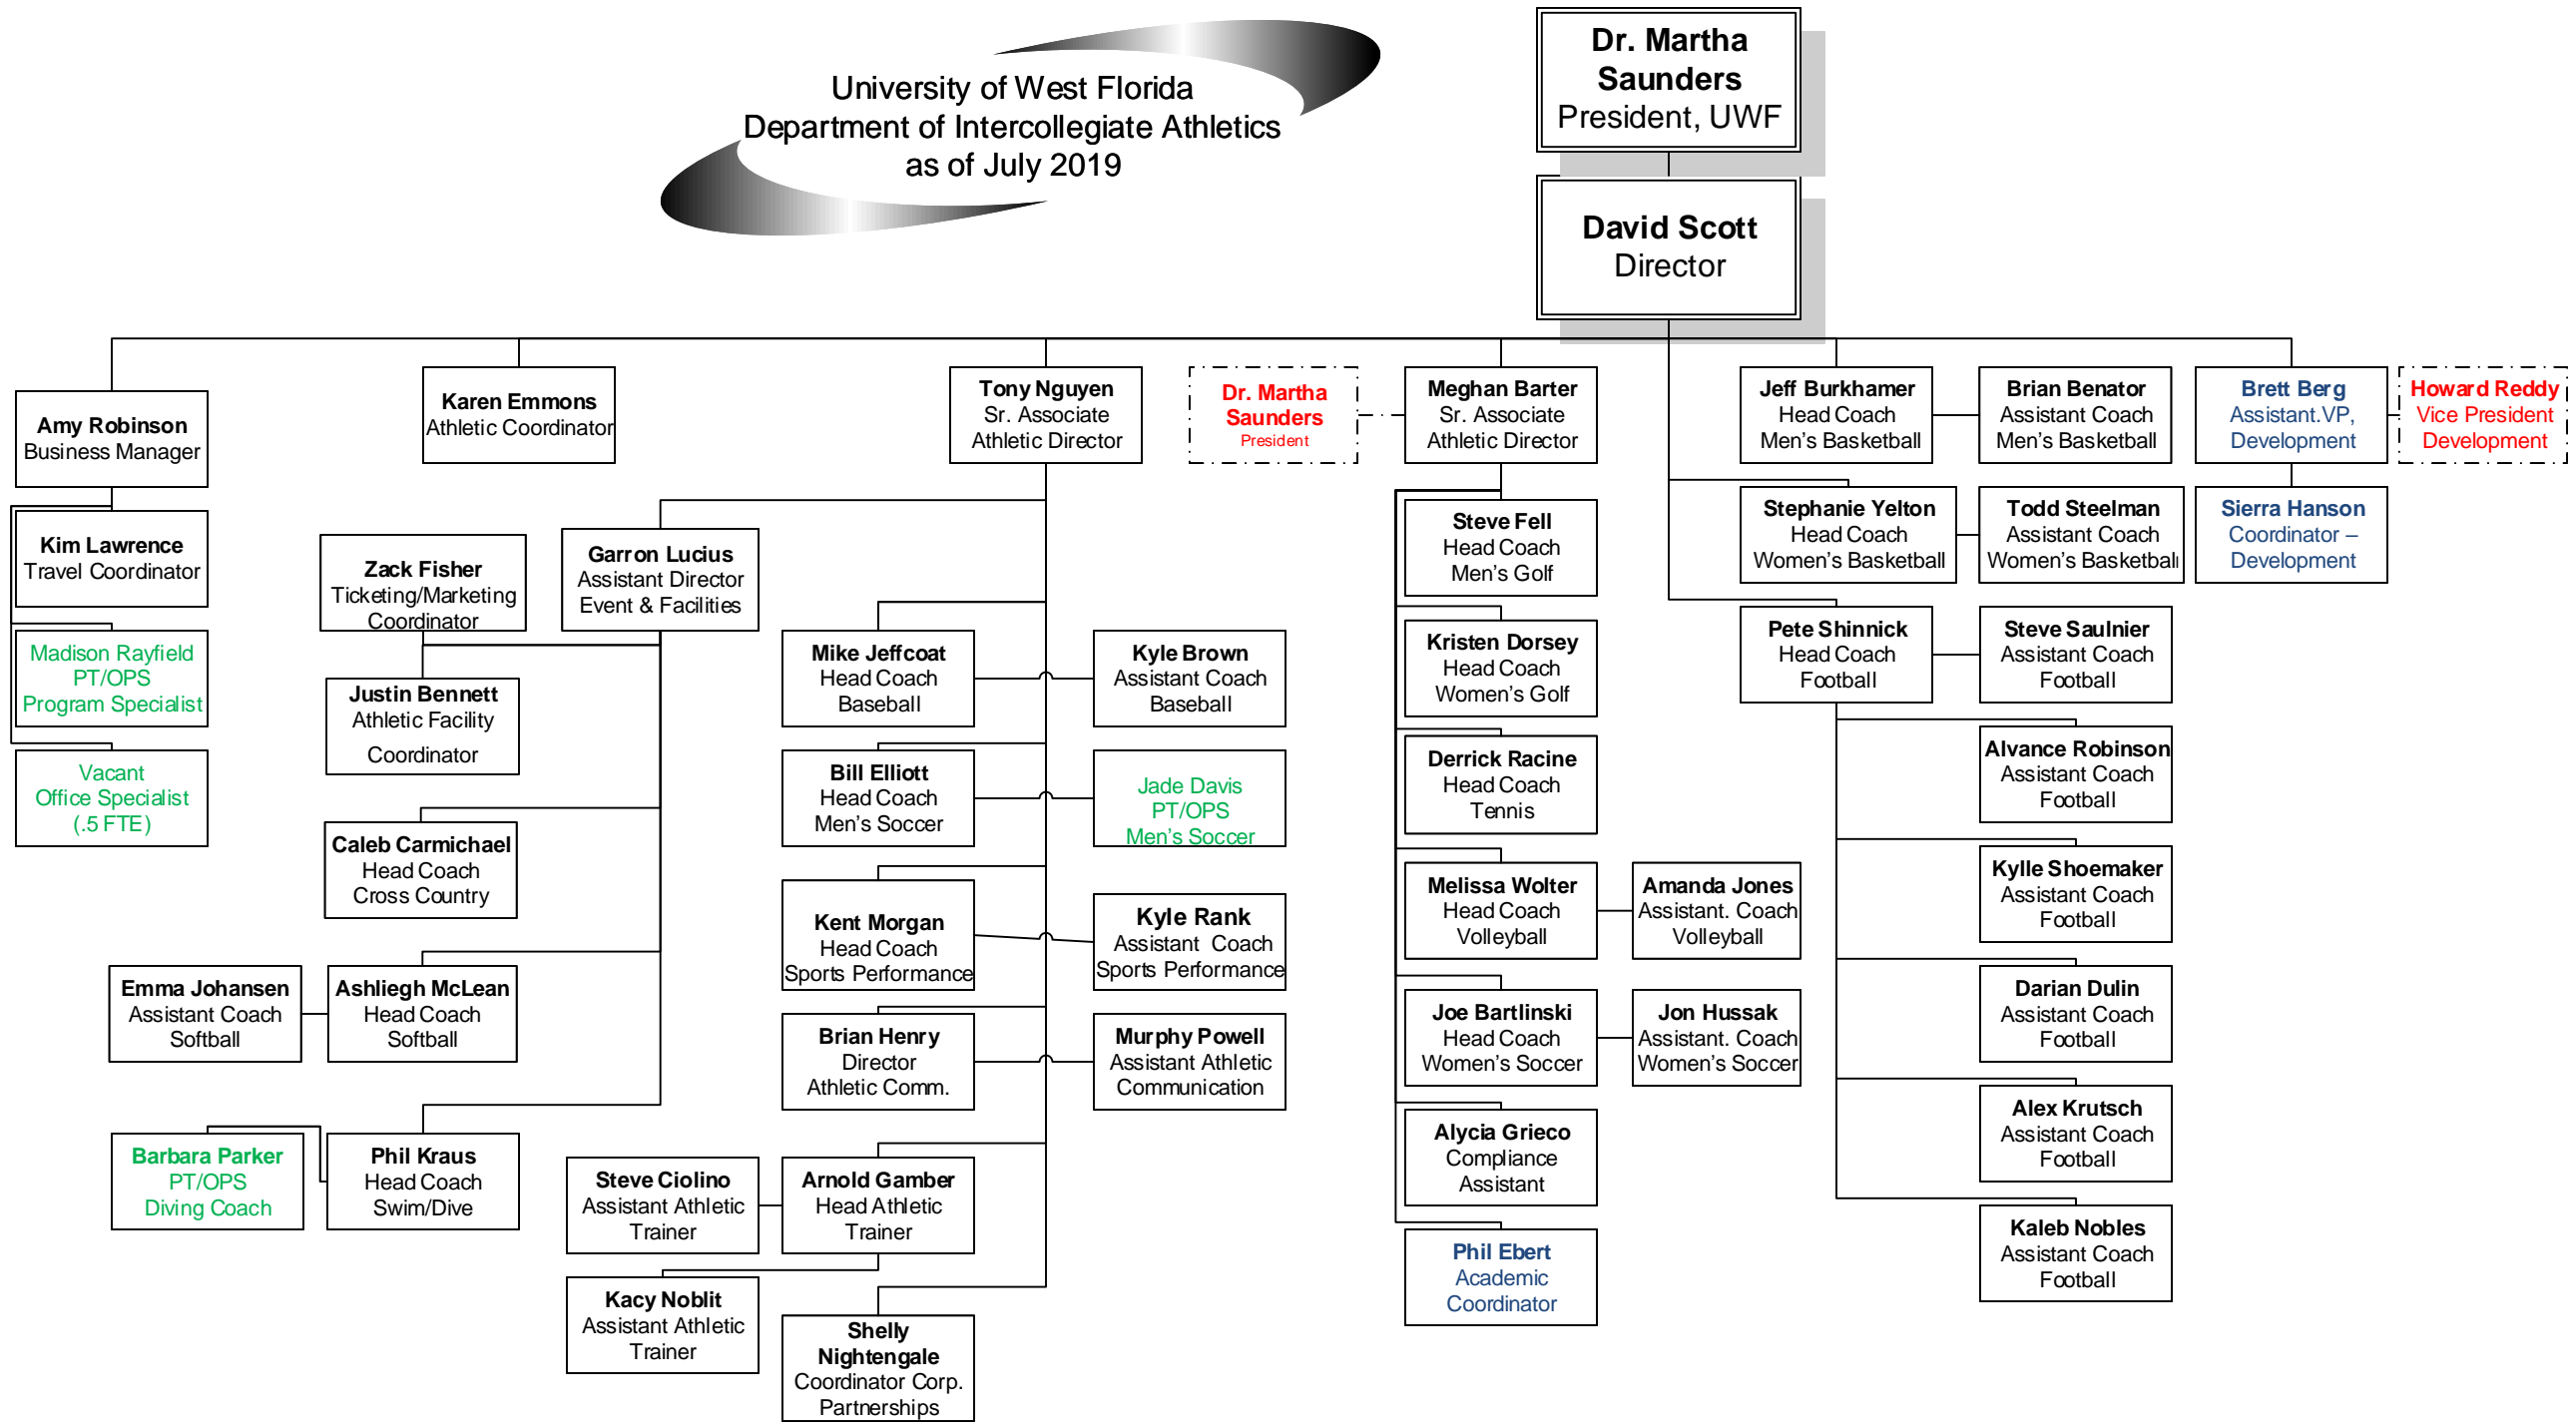 University of West Florida
Department of Intercollegiate Athletics
as of July 2019
Dr. Martha
Saunders
President, UWF
David Scott
Director
Amy Robinson
Business Manager
Kim Lawrence
Travel Coordinator
Madison Rayfield
PT/OPS
Program Specialist
Vacant
Office Specialist
(.5 FTE)
Karen Emmons
Athletic Coordinator
Tony Nguyen
Sr. Associate
Athletic Director
Zack Fisher
Ticketing/Marketing
Coordinator
Garron Lucius
Assistant Director
Event & Facilities
Justin Bennett
Athletic Facility
Coordinator
Caleb Carmichael
Head Coach
Cross Country
Emma Johansen
Assistant Coach
Softball
Ashliegh McLean
Head Coach
Softball
Barbara Parker
PT/OPS
Diving Coach
Phil Kraus
Head Coach
Swim/Dive
Mike Jeffcoat
Head Coach
Baseball
Kyle Brown
Assistant Coach
Baseball
Bill Elliott
Head Coach
Men's Soccer
Jade Davis
PT/OPS
Men's Soccer
Kent Morgan
Head Coach
Sports Performance
Kyle Rank
Assistant Coach
Sports Performance
Brian Henry
Director
Athletic Comm.
Murphy Powell
Assistant Athletic
Communication
Steve Ciolino
Assistant Athletic
Trainer
Arnold Gamber
Head Athletic
Trainer
Kacy Noblit
Assistant Athletic
Trainer
Shelly
Nightengale
Coordinator Corp.
Partnerships
Dr. Martha
Saunders
President
Meghan Barter
Sr. Associate
Athletic Director
Steve Fell
Head Coach
Men's Golf
Kristen Dorsey
Head Coach
Women's Golf
Derrick Racine
Head Coach
Tennis
Melissa Wolter
Head Coach
Volleyball
Amanda Jones
Assistant. Coach
Volleyball
Joe Bartlinski
Head Coach
Women's Soccer
Jon Hussak
Assistant. Coach
Women's Soccer
Alycia Grieco
Compliance
Assistant
Phil Ebert
Academic
Coordinator
Jeff Burkhamer
Head Coach
Men's Basketball
Brian Benator
Assistant Coach
Men's Basketball
Stephanie Yelton
Head Coach
Women's Basketball
Todd Steelman
Assistant Coach
Women's Basketball
Pete Shinnick
Head Coach
Football
Steve Saulnier
Assistant Coach
Football
Alvance Robinson
Assistant Coach
Football
Kylle Shoemaker
Assistant Coach
Football
Darian Dulin
Assistant Coach
Football
Alex Krutsch
Assistant Coach
Football
Kaleb Nobles
Assistant Coach
Football
Brett Berg
Assistant.VP,
Development
Howard Reddy
Vice President
Development
Sierra Hanson
Coordinator –
Development